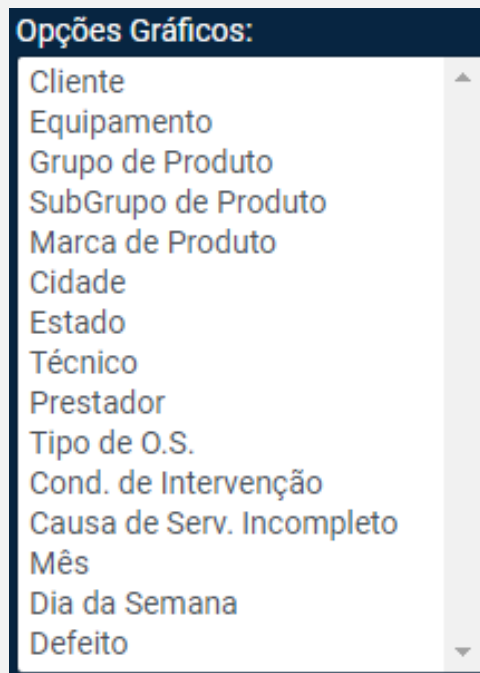 Opções Gráficos:
Cliente
Equipamento
Grupo de Produto
SubGrupo de Produto
Marca de Produto
Cidade
Estado
Técnico
Prestador
Tipo de O.S.
Cond. de Intervenção
Causa de Serv. Incompleto
Mês
Dia da Semana
Defeito